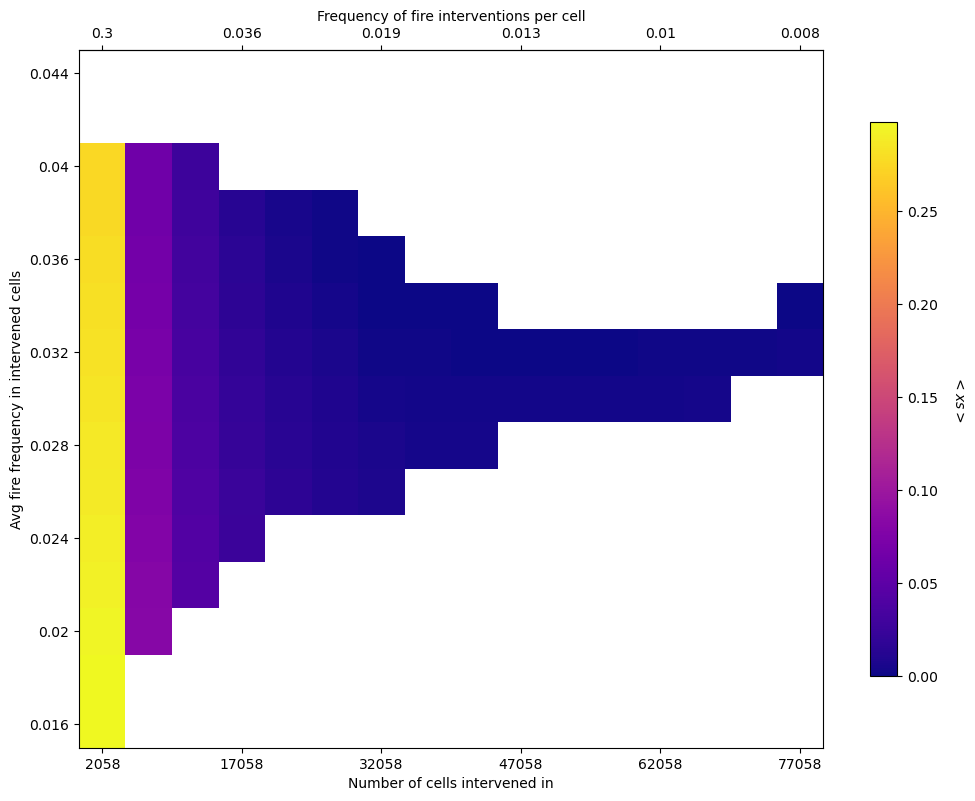 Frequency of fire interventions per cell
0.3 0.036 0.019 0.013 0.01 0.008
Avg fire frequency in intervened cells
0.044
0.04
0.036
0.032
0.028
0.024
0.02
0.016
2058 17058 32058 47058 62058 77058
Number of cells intervened in
0.25
0.20
0.15
0.10
0.05
0.00
< sx >